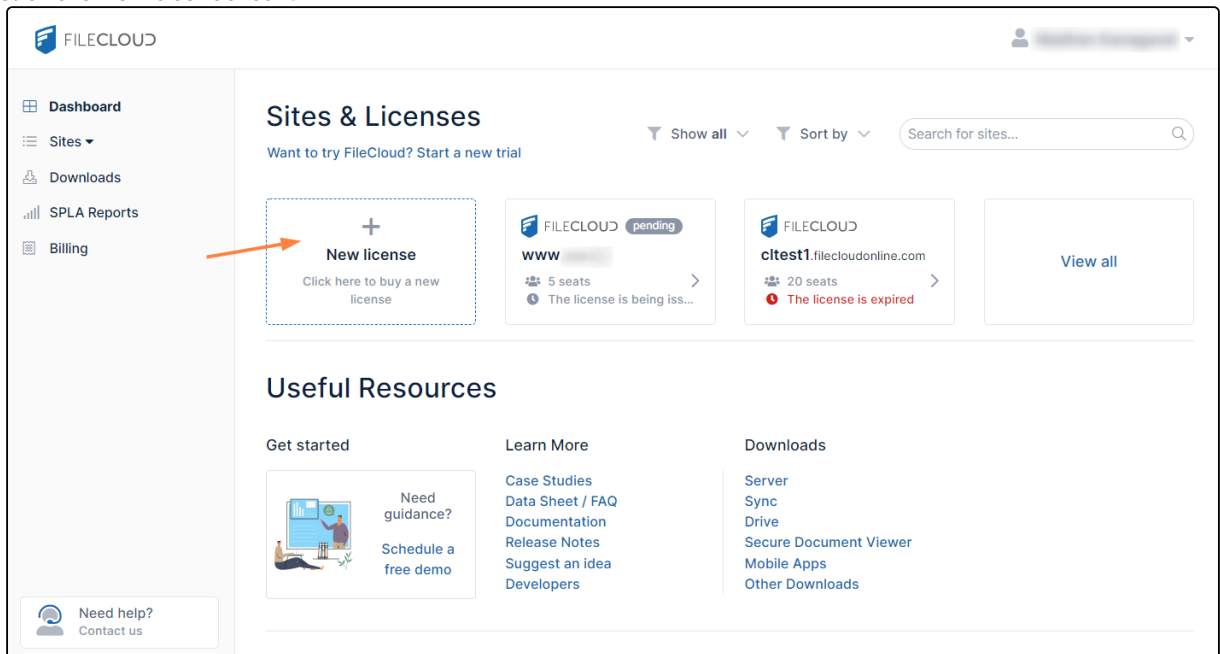 FILECLOUD
Dashboard
Sites
Downloads
SPLA Reports
Billing
Need help?
Contact us
Sites & Licenses
Want to try FileCloud? Start a new trial
Show all
Sort by
Search for sites...
+
New license
Click here to buy a new
license
FILECLOUD pending
www
5 seats
The license is being iss...
FILECLOUD
cltest1.filecloudonline.com
20 seats
The license is expired
View all
Useful Resources
Get started
Need
guidance?
Schedule a
free demo
Learn More
Case Studies
Data Sheet / FAQ
Documentation
Release Notes
Suggest an idea
Developers
Downloads
Server
Sync
Drive
Secure Document Viewer
Mobile Apps
Other Downloads